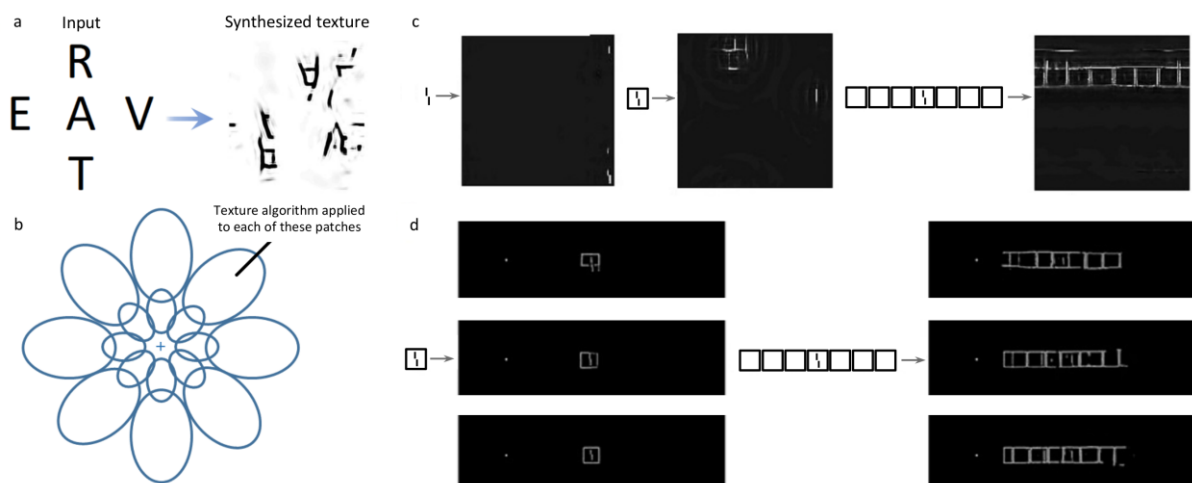 a
Input
Synthesized texture
R
E A V
T
b
Texture algorithm applied
to each of these patches
c
d